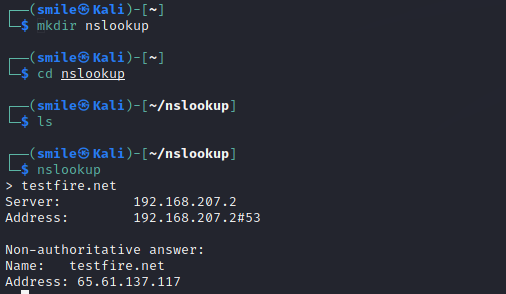 ┌──(smile㉿Kali)-[~]
└─$ mkdir nslookup
┌──(smile㉿Kali)-[~]
└─$ cd nslookup
┌──(smile㉿Kali)-[~/nslookup]
└─$ ls
┌──(smile㉿Kali)-[~/nslookup]
└─$ nslookup
> testfire.net
Server:         192.168.207.2
Address:        192.168.207.2#53
Non-authoritative answer:
Name:   testfire.net
Address: 65.61.137.117